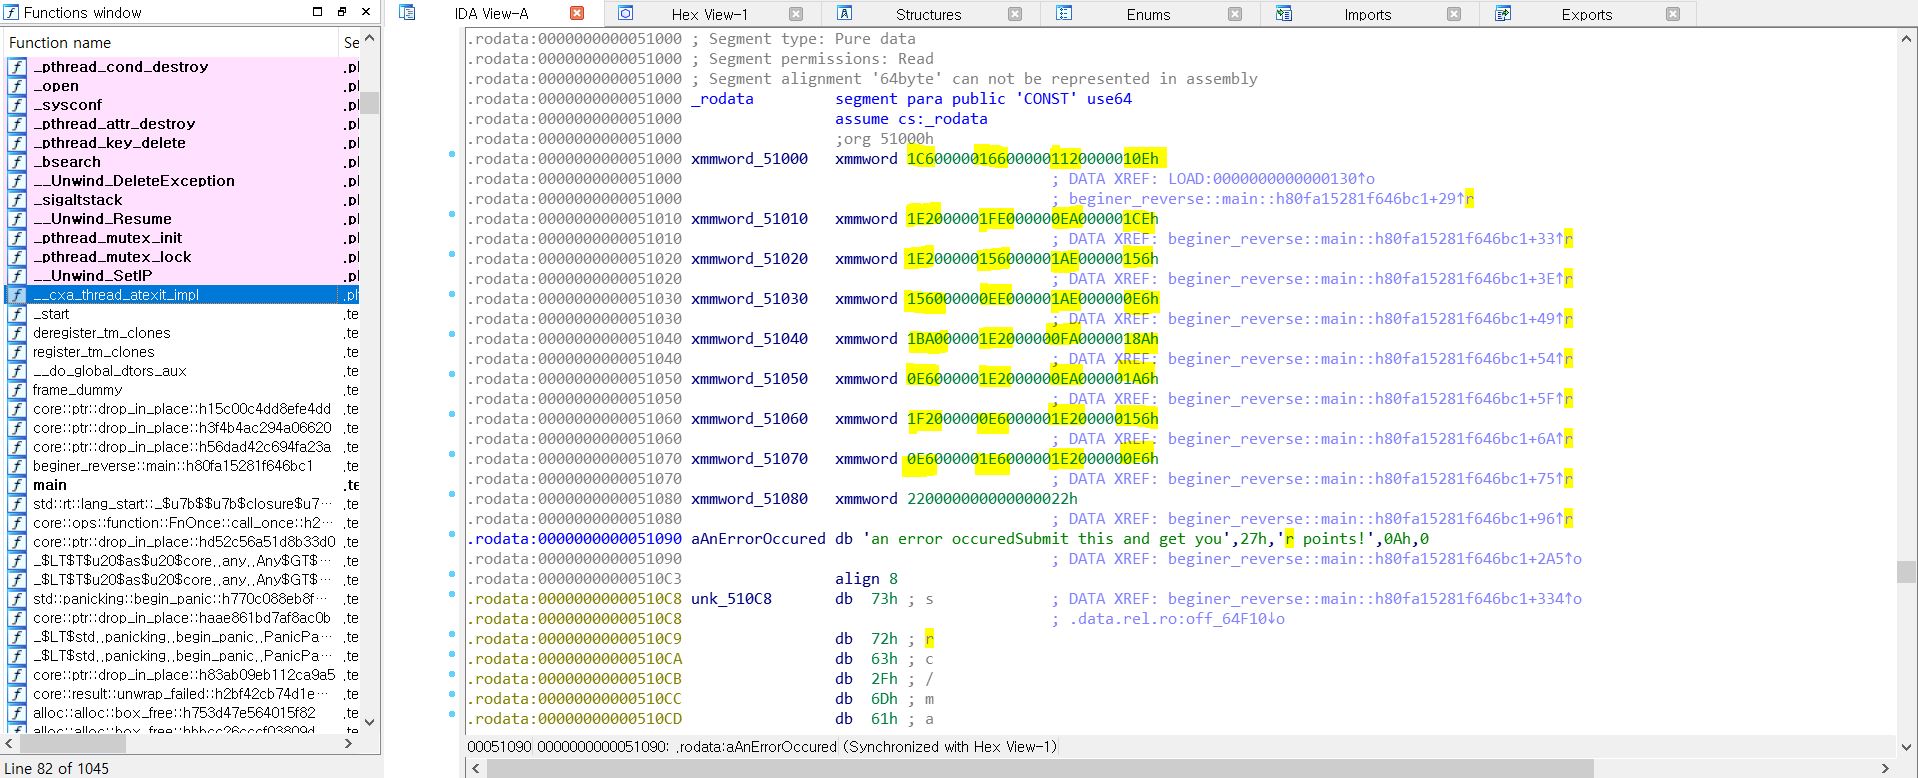 Functions window
IDA View-A
Hex View-1
Structures
Enums
Imports
Exports
Function name Se
_pthread_cond_destroy .pl
_open .pl
_sysconf .pl
_pthread_attr_destroy .pl
_pthread_key_delete .pl
_bsearch .pl
__Unwind_DeleteException .pl
_sigaltstack .pl
__Unwind_Resume .pl
_pthread_mutex_init .pl
_pthread_mutex_lock .pl
__Unwind_SetIP .pl
__cxa_thread_atexit_impl .pl
_start .te
deregister_tm_clones .te
register_tm_clones .te
__do_global_dtors_aux .te
frame_dummy .te
core::ptr::drop_in_place::h15c00c4dd8efe4dd .te
core::ptr::drop_in_place::h3f4b4ac294a06620 .te
core::ptr::drop_in_place::h56dad42c694fa23a .te
beginer_reverse::main::h80fa15281f646bc1 .te
main .te
std::rt::lang_start::_$u7b$$u7b$closure$u7… .te
core::ops::function::FnOnce::call_once::h2… .te
core::ptr::drop_in_place::hd52c56a51d8b33d0 .te
_$LT$T$u20$as$u20$core..any..Any$GT$… .te
_$LT$T$u20$as$u20$core..any..Any$GT$… .te
std::panicking::begin_panic::h770c088eb8f… .te
core::ptr::drop_in_place::haae861bd7af8ac0b .te
_$LT$std..panicking..begin_panic..PanicPa… .te
_$LT$std..panicking..begin_panic..PanicPa… .te
core::ptr::drop_in_place::h83ab09eb112ca9a5 .te
core::result::unwrap_failed::h2bf42cb74d1e… .te
alloc::alloc::box_free::h753d47e564015f82 .te
alloc::alloc::box_free::hbbcc26cccf03809d .te
Line 82 of 1045
.rodata:0000000000051000 ; Segment type: Pure data
.rodata:0000000000051000 ; Segment permissions: Read
.rodata:0000000000051000 ; Segment alignment '64byte' can not be represented in assembly
.rodata:0000000000051000 _rodata segment para public 'CONST' use64
.rodata:0000000000051000 assume cs:_rodata
.rodata:0000000000051000 ;org 51000h
.rodata:0000000000051000 xmmword_51000 xmmword 1C600000166000001120000010Eh
.rodata:0000000000051000 ; DATA XREF: LOAD:0000000000000130↑o
.rodata:0000000000051000 ; beginer_reverse::main::h80fa15281f646bc1+29↑r
.rodata:0000000000051010 xmmword_51010 xmmword 1E2000001FE000000EA000001CEh
.rodata:0000000000051010 ; DATA XREF: beginer_reverse::main::h80fa15281f646bc1+33↑r
.rodata:0000000000051020 xmmword_51020 xmmword 1E200000156000001AE00000156h
.rodata:0000000000051020 ; DATA XREF: beginer_reverse::main::h80fa15281f646bc1+3E↑r
.rodata:0000000000051030 xmmword_51030 xmmword 156000000EE000001AE000000E6h
.rodata:0000000000051030 ; DATA XREF: beginer_reverse::main::h80fa15281f646bc1+49↑r
.rodata:0000000000051040 xmmword_51040 xmmword 1BA000001E2000000FA0000018Ah
.rodata:0000000000051040 ; DATA XREF: beginer_reverse::main::h80fa15281f646bc1+54↑r
.rodata:0000000000051050 xmmword_51050 xmmword 0E6000001E2000000EA000001A6h
.rodata:0000000000051050 ; DATA XREF: beginer_reverse::main::h80fa15281f646bc1+5F↑r
.rodata:0000000000051060 xmmword_51060 xmmword 1F2000000E6000001E200000156h
.rodata:0000000000051060 ; DATA XREF: beginer_reverse::main::h80fa15281f646bc1+6A↑r
.rodata:0000000000051070 xmmword_51070 xmmword 0E6000001E6000001E2000000E6h
.rodata:0000000000051070 ; DATA XREF: beginer_reverse::main::h80fa15281f646bc1+75↑r
.rodata:0000000000051080 xmmword_51080 xmmword 220000000000000022h
.rodata:0000000000051080 ; DATA XREF: beginer_reverse::main::h80fa15281f646bc1+96↑r
.rodata:0000000000051090 aAnErrorOccured db 'an error occuredSubmit this and get you',27h,'r points!',0Ah,0
.rodata:0000000000051090 ; DATA XREF: beginer_reverse::main::h80fa15281f646bc1+2A5↑o
.rodata:00000000000510C3 align 8
.rodata:00000000000510C8 unk_510C8 db 73h ; s ; DATA XREF: beginer_reverse::main::h80fa15281f646bc1+334↑o
.rodata:00000000000510C8 ; .data.rel.ro:off_64F10↓o
.rodata:00000000000510C9 db 72h ; r
.rodata:00000000000510CA db 63h ; c
.rodata:00000000000510CB db 2Fh ; /
.rodata:00000000000510CC db 6Dh ; m
.rodata:00000000000510CD db 61h ; a
00051090 0000000000051090: .rodata:aAnErrorOccured (Synchronized with Hex View-1)